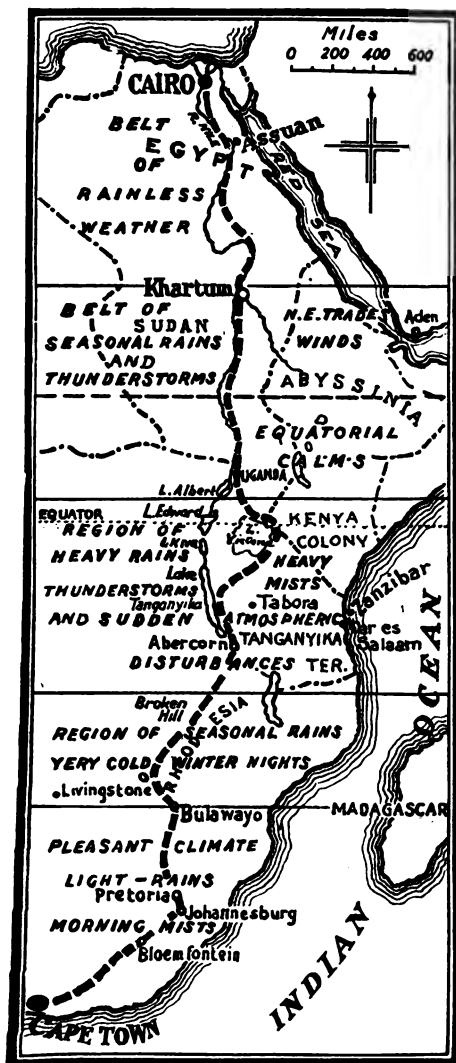 Miles
0 200 400 600
CAIRO
Assuan
BELT
EGYPT
OF
R. Nile
RED SEA
RAINLESS
WEATHER
Khartum
BELT OF
SUDAN
SEASONAL RAINS
AND
THUNDERSTORMS
N.E. TRADE
WINDS
Aden
ABYSSINIA
EQUATORIAL
CALMS
UGANDA
L. Albert
L. Edward
EQUATOR
KENYA
COLONY
REGION OF
HEAVY RAINS
L. Kivu
HEAVY
MISTS
Lake
Tanganyika
THUNDERSTORMS
AND SUDDEN
Tabora
ATMOSPHERIC
Zanzibar
Dar es
Salaam
TANGANYIKA
TER.
Abercorn
DISTURBANCES
OCEAN
Broken
Hill
RHODESIA
REGION OF SEASONAL RAINS
VERY COLD WINTER NIGHTS
Livingstone
Bulawayo
MADAGASCAR
PLEASANT CLIMATE
LIGHT-RAINS
Pretoria
Johannesburg
MORNING MISTS
Bloemfontein
INDIAN
CAPE TOWN